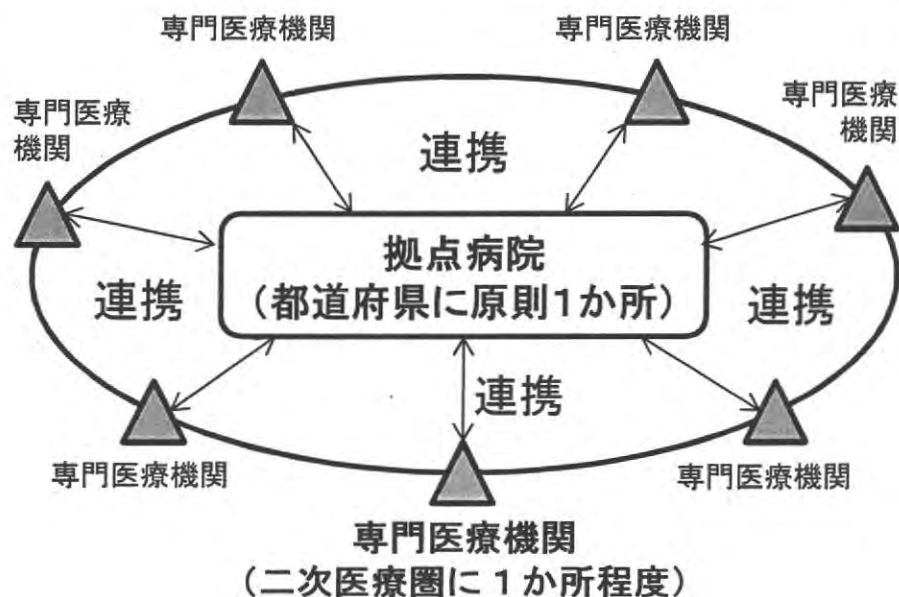 専門医療機関
専門医療機関
専門医療
機関
専門医療
機関
連携
拠点病院
(都道府県に原則1か所)
連携
連携
連携
専門医療機関
専門医療機関
専門医療機関
(二次医療圏に1か所程度)